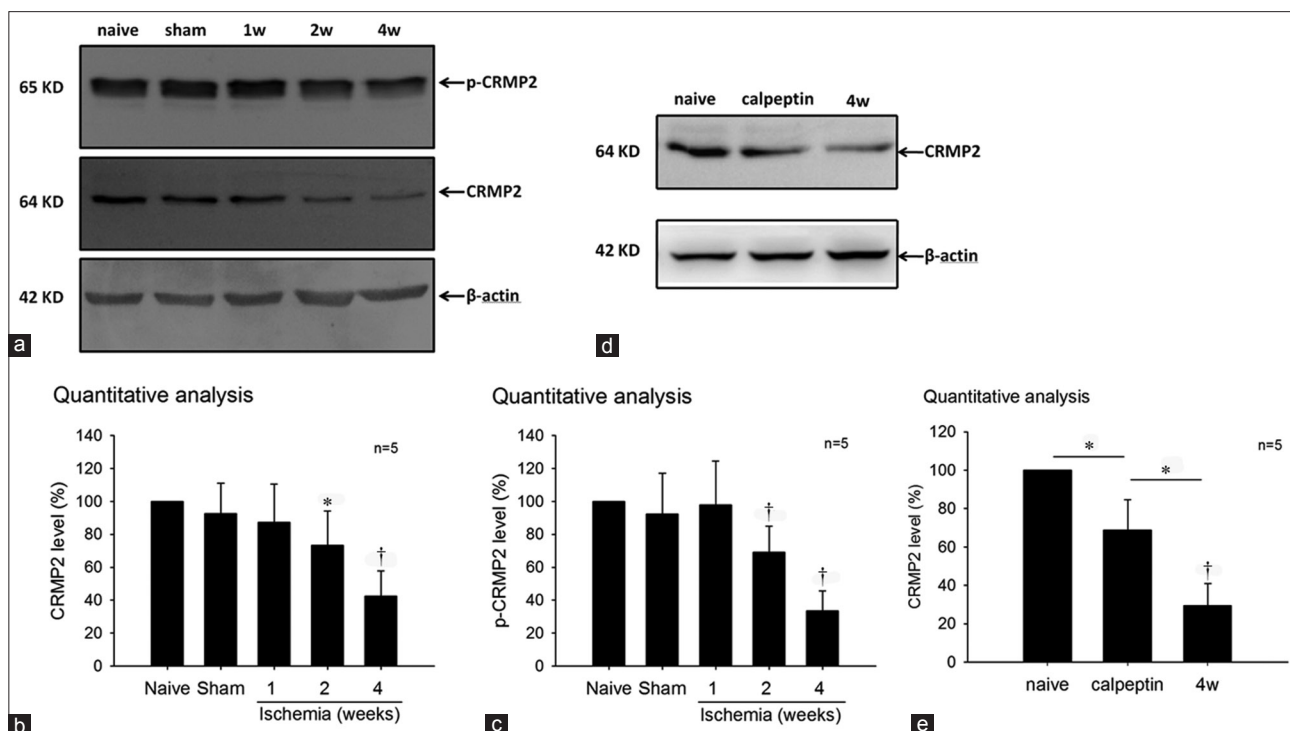 naive sham 1w 2w 4w
65 KD
p-CRMP2
64 KD
CRMP2
42 KD
β-actin
a
naive calpeptin 4w
64 KD
CRMP2
42 KD
β-actin
d
Quantitative analysis
n=5
CRMP2 level (%)
140
120
100
80
60
40
20
0
*
†
Naive Sham 1 2 4
Ischemia (weeks)
b
Quantitative analysis
n=5
p-CRMP2 level (%)
140
120
100
80
60
40
20
0
†
†
Naive Sham 1 2 4
Ischemia (weeks)
c
Quantitative analysis
n=5
CRMP2 level (%)
120
100
80
60
40
20
0
*
*
†
naive calpeptin 4w
e